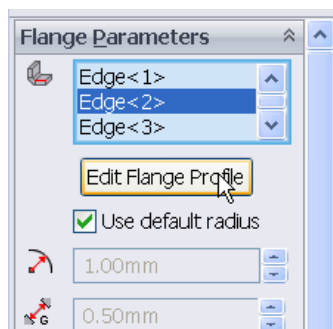 Flange Parameters
Edge<1>
Edge<2>
Edge<3>
Edit Flange Profile
Use default radius
1.00mm
G
0.50mm